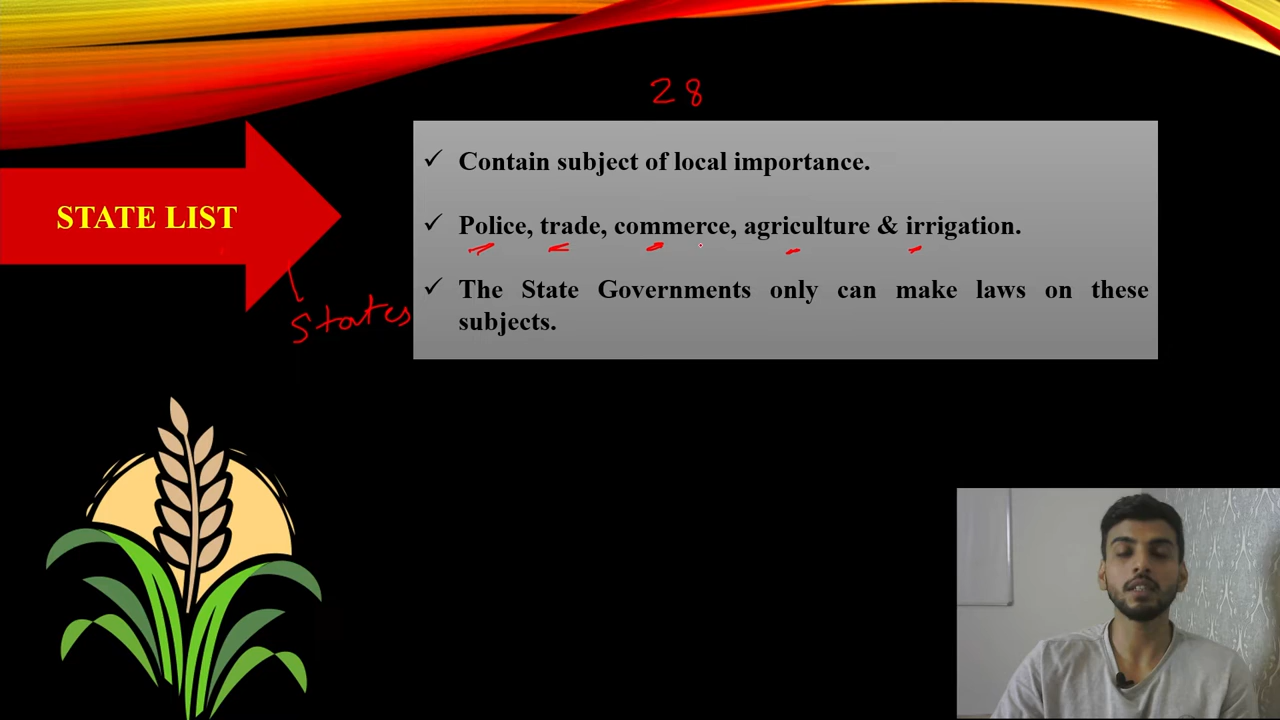 28
STATE LIST
✓ Contain subject of local importance.
✓ Police, trade, commerce, agriculture & irrigation.
✓ The State Governments only can make laws on these
subjects.
States